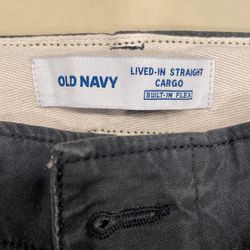 OLD NAVY
LIVED-IN STRAIGHT
CARGO
BUILT-IN FLEX